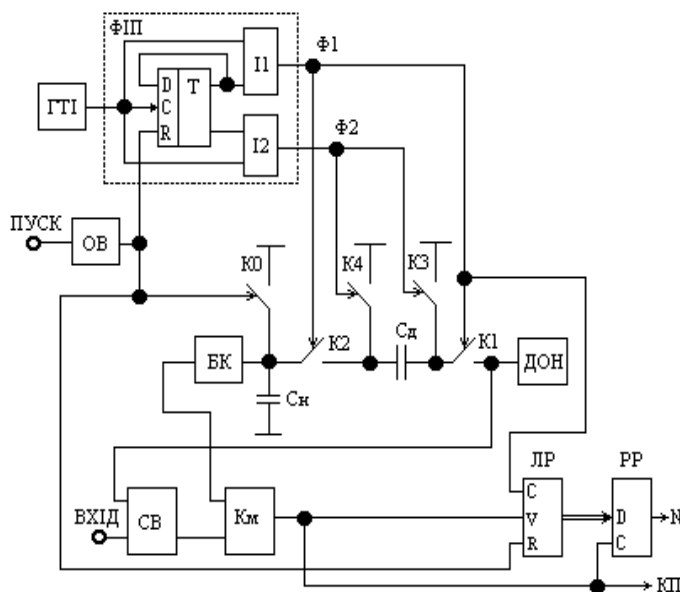 ФІП
Ф1
І1
D Т
ГТІ
C
R
Ф2
І2
ПУСК
ОВ
К0
К4
К3
К2
Сд
К1
БК
ДОН
Сн
ЛР
РР
C
ВХІД
СВ
Км
V
D
N
R
C
КП